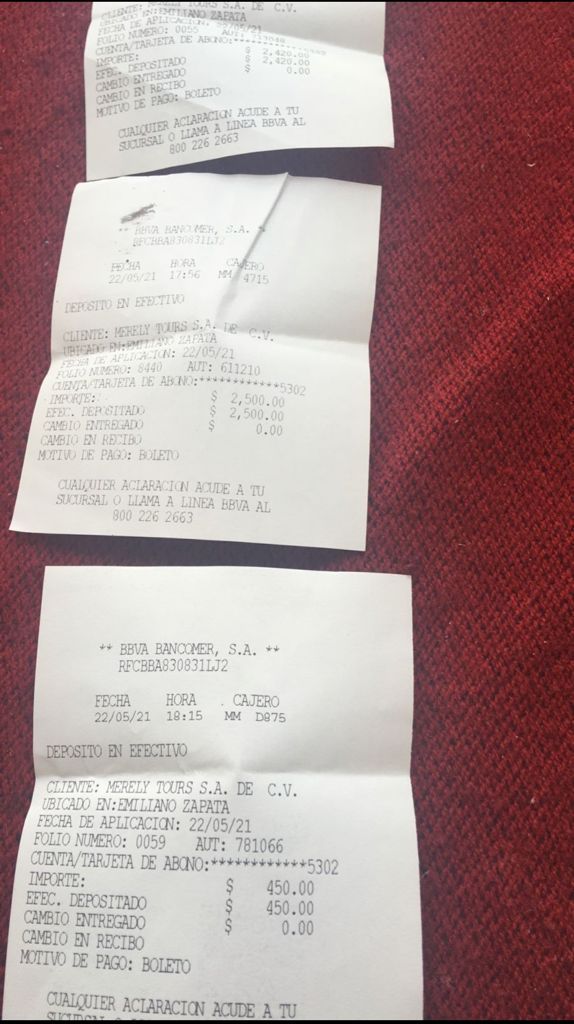 CLIENTE: MERELY TOURS S.A. DE C.V.
UBICADO EN:EMILIANO ZAPATA
FECHA DE APLICACION: 22/05/21
FOLIO NUMERO: 0055 AUT:
CUENTA/TARJETA DE ABONO:
IMPORTE: $ 2,420.00
EFEC. DEPOSITADO $ 2,420.00
CAMBIO ENTREGADO $ 0.00
CAMBIO EN RECIBO
MOTIVO DE PAGO: BOLETO
CUALQUIER ACLARACION ACUDE A TU
SUCURSAL O LLAMA A LINEA BBVA AL
800 226 2663
** BBVA BANCOMER, S.A. *
RFCBBA830831LJ2
FECHA HORA CAJERO
22/05/21 17:56 MM 4715
DEPOSITO EN EFECTIVO
CLIENTE: MERELY TOURS S.A. DE C.V.
UBICADO EN:EMILIANO ZAPATA
FECHA DE APLICACION: 22/05/21
FOLIO NUMERO: 8440 AUT: 611210
CUENTA/TARJETA DE ABONO:************5302
IMPORTE: $ 2,500.00
EFEC. DEPOSITADO $ 2,500.00
CAMBIO ENTREGADO $ 0.00
CAMBIO EN RECIBO
MOTIVO DE PAGO: BOLETO
CUALQUIER ACLARACION ACUDE A TU
SUCURSAL O LLAMA A LINEA BBVA AL
800 226 2663
** BBVA BANCOMER, S.A. **
RFCBBA830831LJ2
FECHA HORA . CAJERO
22/05/21 18:15 MM D875
DEPOSITO EN EFECTIVO
CLIENTE: MERELY TOURS S.A. DE C.V.
UBICADO EN:EMILIANO ZAPATA
FECHA DE APLICACION: 22/05/21
FOLIO NUMERO: 0059 AUT: 781066
CUENTA/TARJETA DE ABONO:************5302
IMPORTE: $ 450.00
EFEC. DEPOSITADO $ 450.00
CAMBIO ENTREGADO $ 0.00
CAMBIO EN RECIBO
MOTIVO DE PAGO: BOLETO
CUALQUIER ACLARACION ACUDE A TU
SUCURSAL O